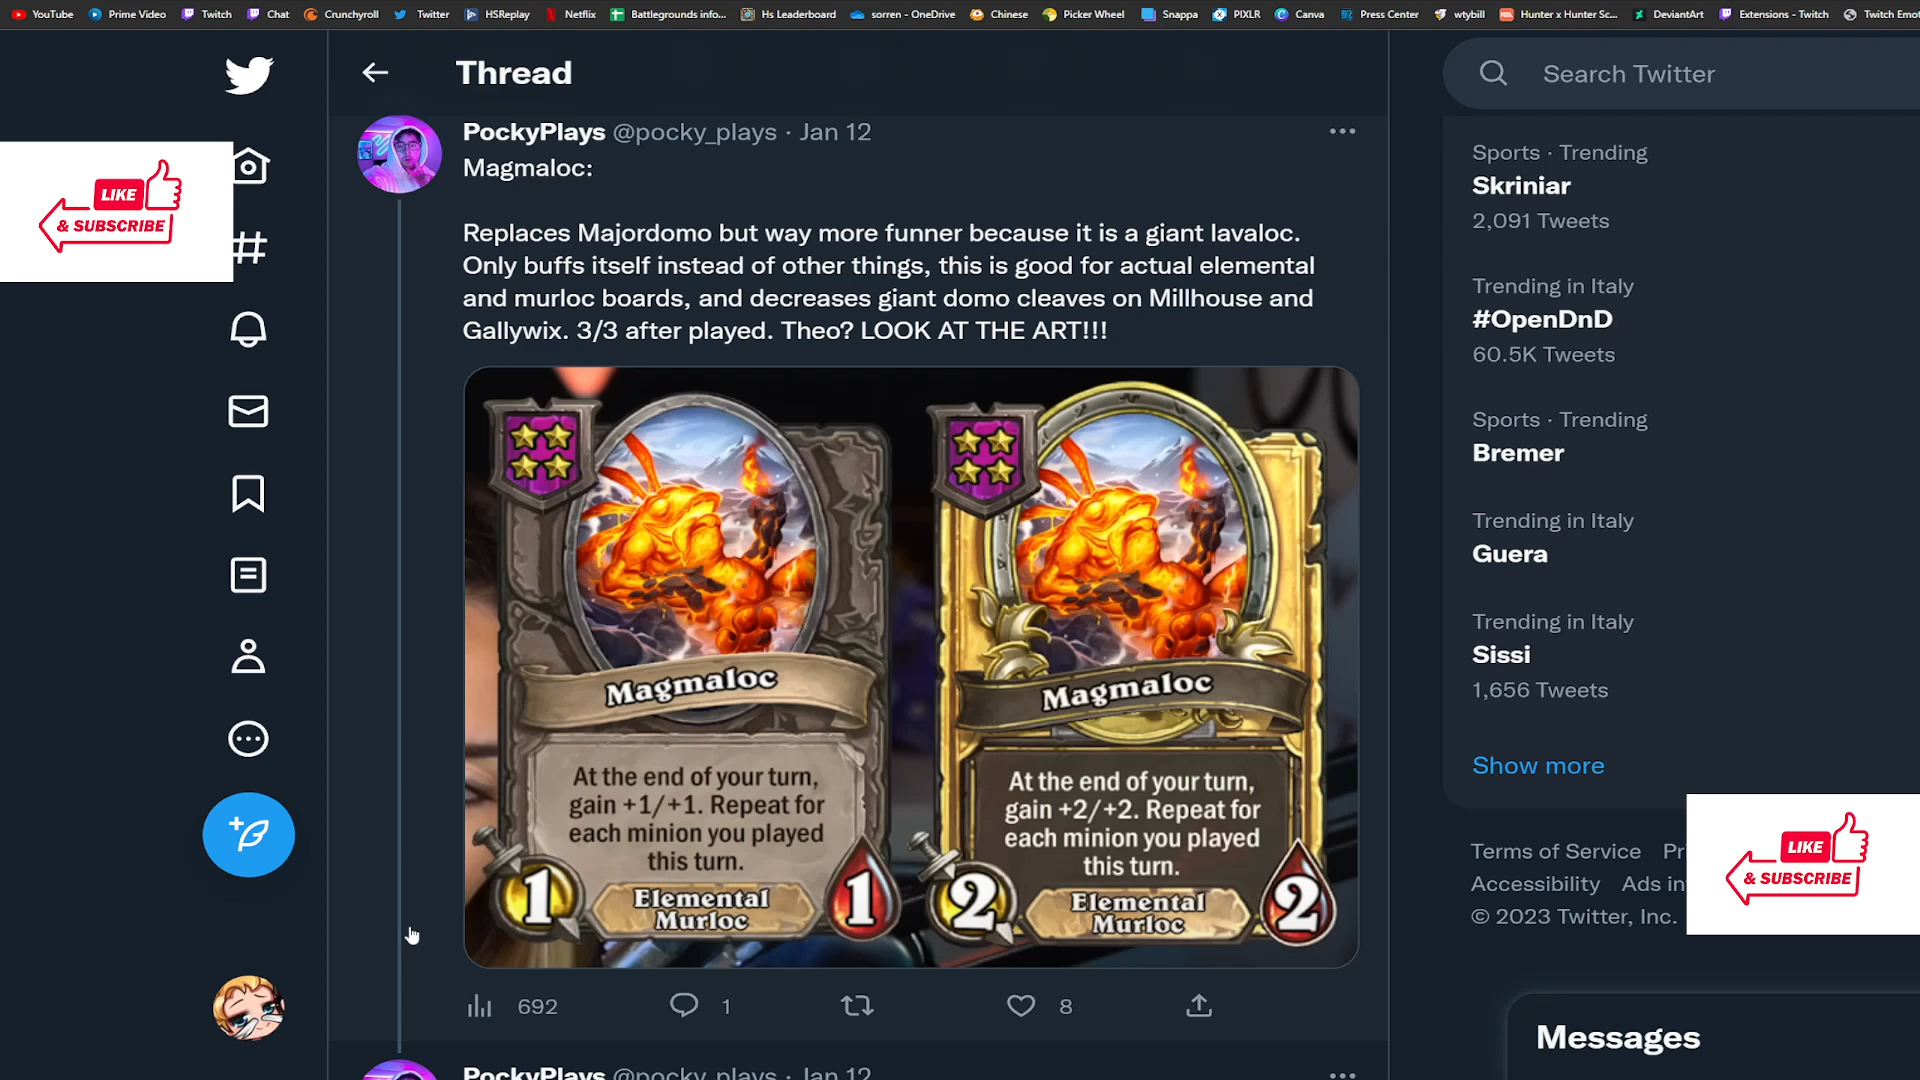 YouTube Prime Video Twitch Chat Crunchyroll Twitter HSReplay Netflix Battlegrounds info... Hs Leaderboard sorren - OneDrive Chinese Picker Wheel Snappa PIXLR Canva Press Center wtybill Hunter x Hunter Sc... DeviantArt Extensions - Twitch Twitch Emot
Thread
Search Twitter
PockyPlays @pocky_plays · Jan 12
Magmaloc:
Replaces Majordomo but way more funner because it is a giant lavaloc.
Only buffs itself instead of other things, this is good for actual elemental
and murloc boards, and decreases giant domo cleaves on Millhouse and
Gallywix. 3/3 after played. Theo? LOOK AT THE ART!!!
LIKE
& SUBSCRIBE
Magmaloc
At the end of your turn,
gain +1/+1. Repeat for
each minion you played
this turn.
1
Elemental
Murloc
1
Magmaloc
At the end of your turn,
gain +2/+2. Repeat for
each minion you played
this turn.
2
Elemental
Murloc
2
692 1 8
PockyPlays @pocky_plays · Jan 12
Sports · Trending
Skriniar
2,091 Tweets
Trending in Italy
#OpenDnD
60.5K Tweets
Sports · Trending
Bremer
Trending in Italy
Guera
Trending in Italy
Sissi
1,656 Tweets
Show more
Terms of Service Pr
Accessibility Ads in
© 2023 Twitter, Inc.
LIKE
& SUBSCRIBE
Messages